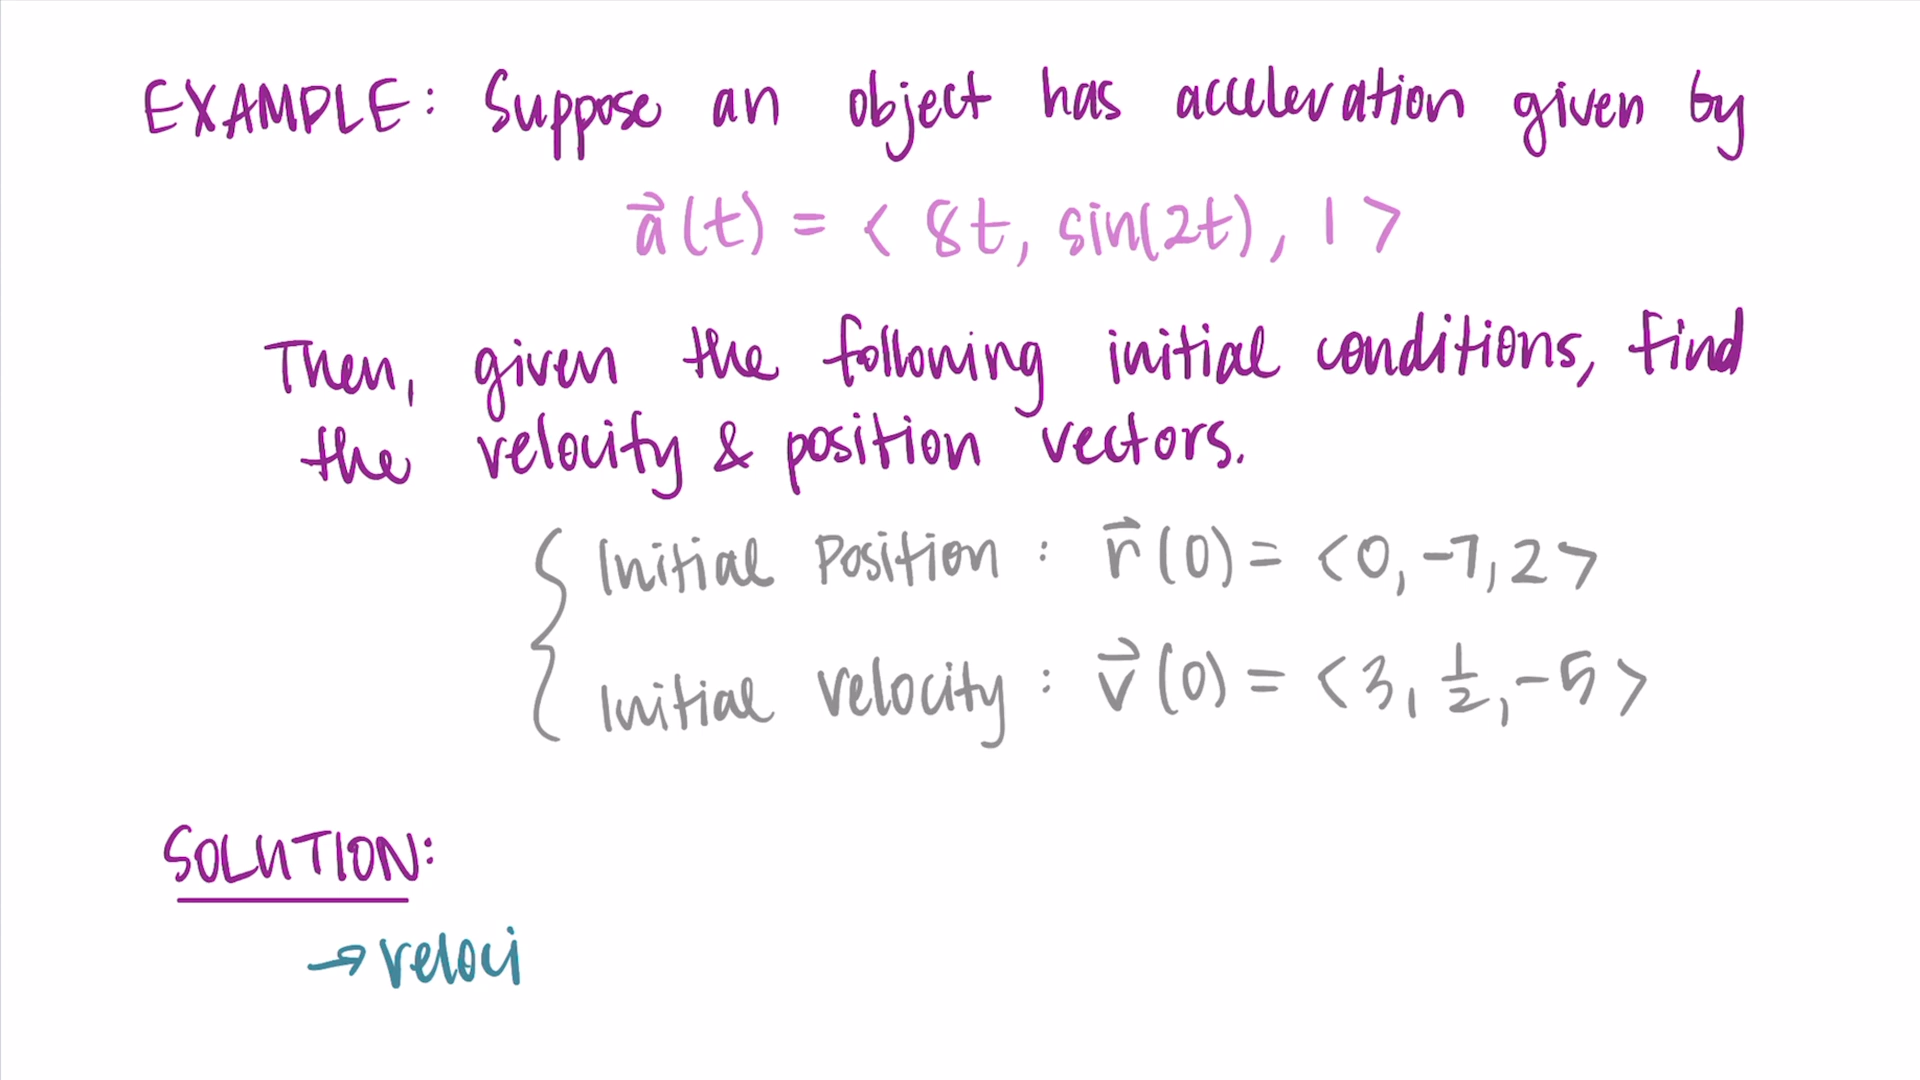 EXAMPLE: Suppose an object has acceleration given by
a⃗(t) = < 8t, sin(2t), 1 >
Then, given the following initial conditions, find
the velocity & position vectors.
Initial Position : r⃗(0) = <0, -7, 2>
Initial velocity : v⃗(0) = <3, 1/2, -5>
SOLUTION:
→ veloci